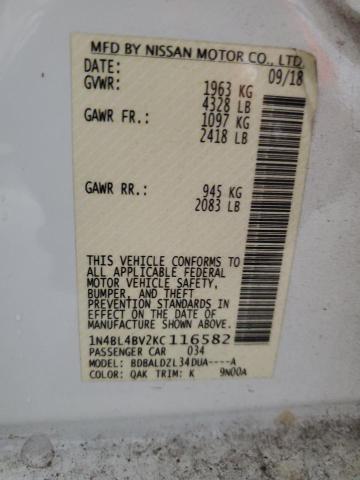 MFD BY NISSAN MOTOR CO., LTD.
DATE: 09/18
GVWR: 1963 KG
4328 LB
GAWR FR.: 1097 KG
2418 LB
GAWR RR.: 945 KG
2083 LB
THIS VEHICLE CONFORMS TO
ALL APPLICABLE FEDERAL
MOTOR VEHICLE SAFETY,
BUMPER, AND THEFT
PREVENTION STANDARDS IN
EFFECT ON THE DATE OF
MANUFACTURE SHOWN ABOVE.
1N4BL4BV2KC116582
PASSENGER CAR 034
MODEL: BDBALDZL34DUA----A
COLOR: QAK TRIM: K 9N00A